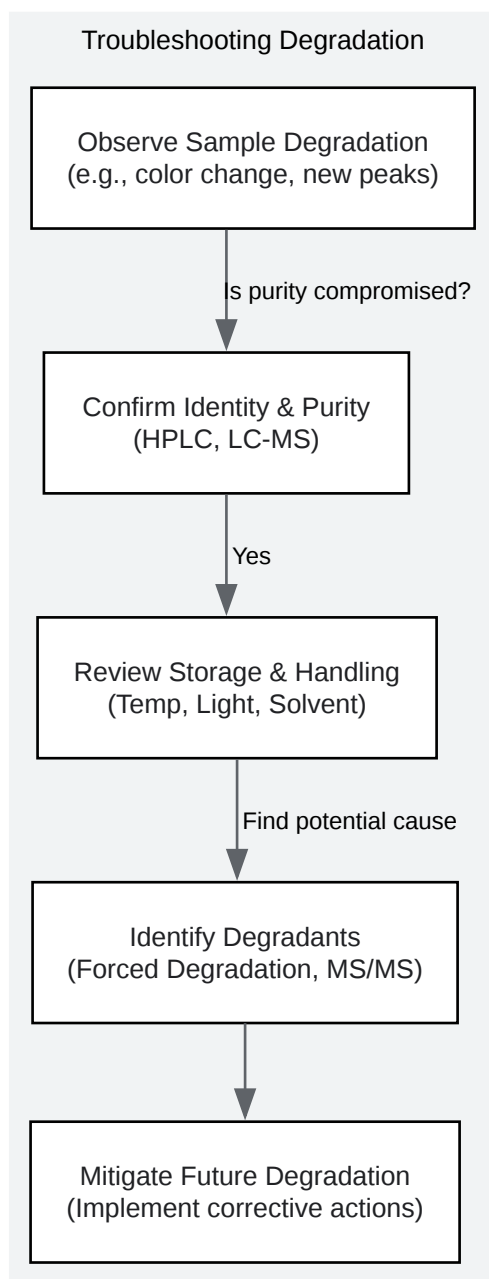 Troubleshooting Degradation
Observe Sample Degradation
(e.g., color change, new peaks)
Is purity compromised?
Confirm Identity & Purity
(HPLC, LC-MS)
Yes
Review Storage & Handling
(Temp, Light, Solvent)
Find potential cause
Identify Degradants
(Forced Degradation, MS/MS)
Mitigate Future Degradation
(Implement corrective actions)